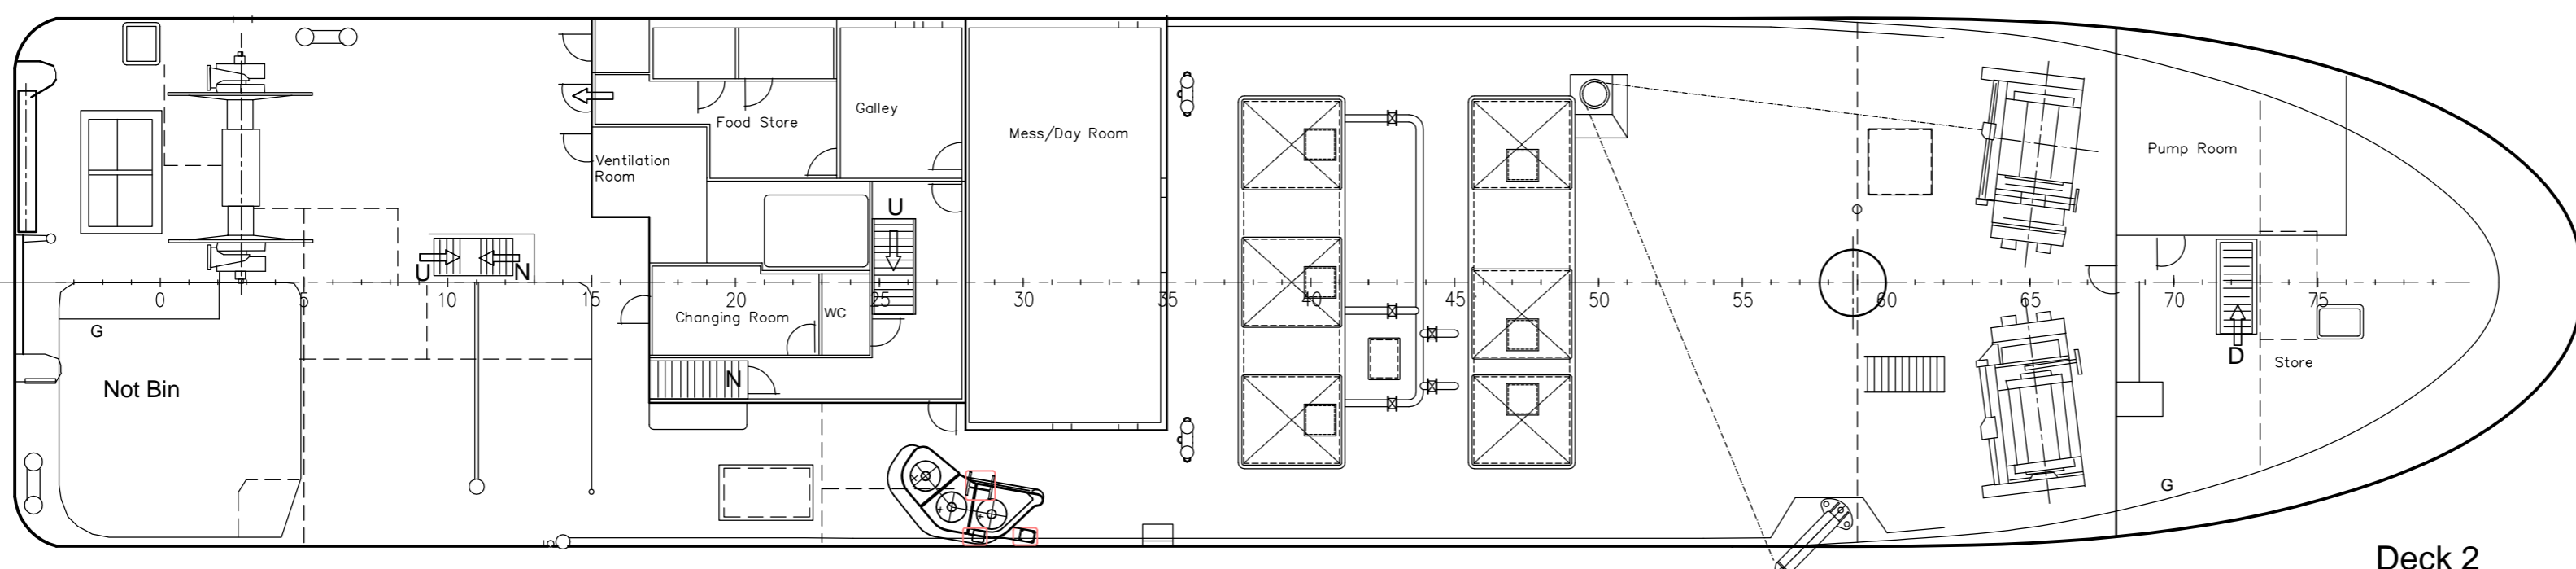 Food Store
Galley
Mess/Day Room
Ventilation
Room
Pump Room
U
U
N
0
5
10
15
20
25
30
35
40
45
50
55
60
65
70
75
G
Changing Room
WC
D
Store
Not Bin
N
G
Deck 2